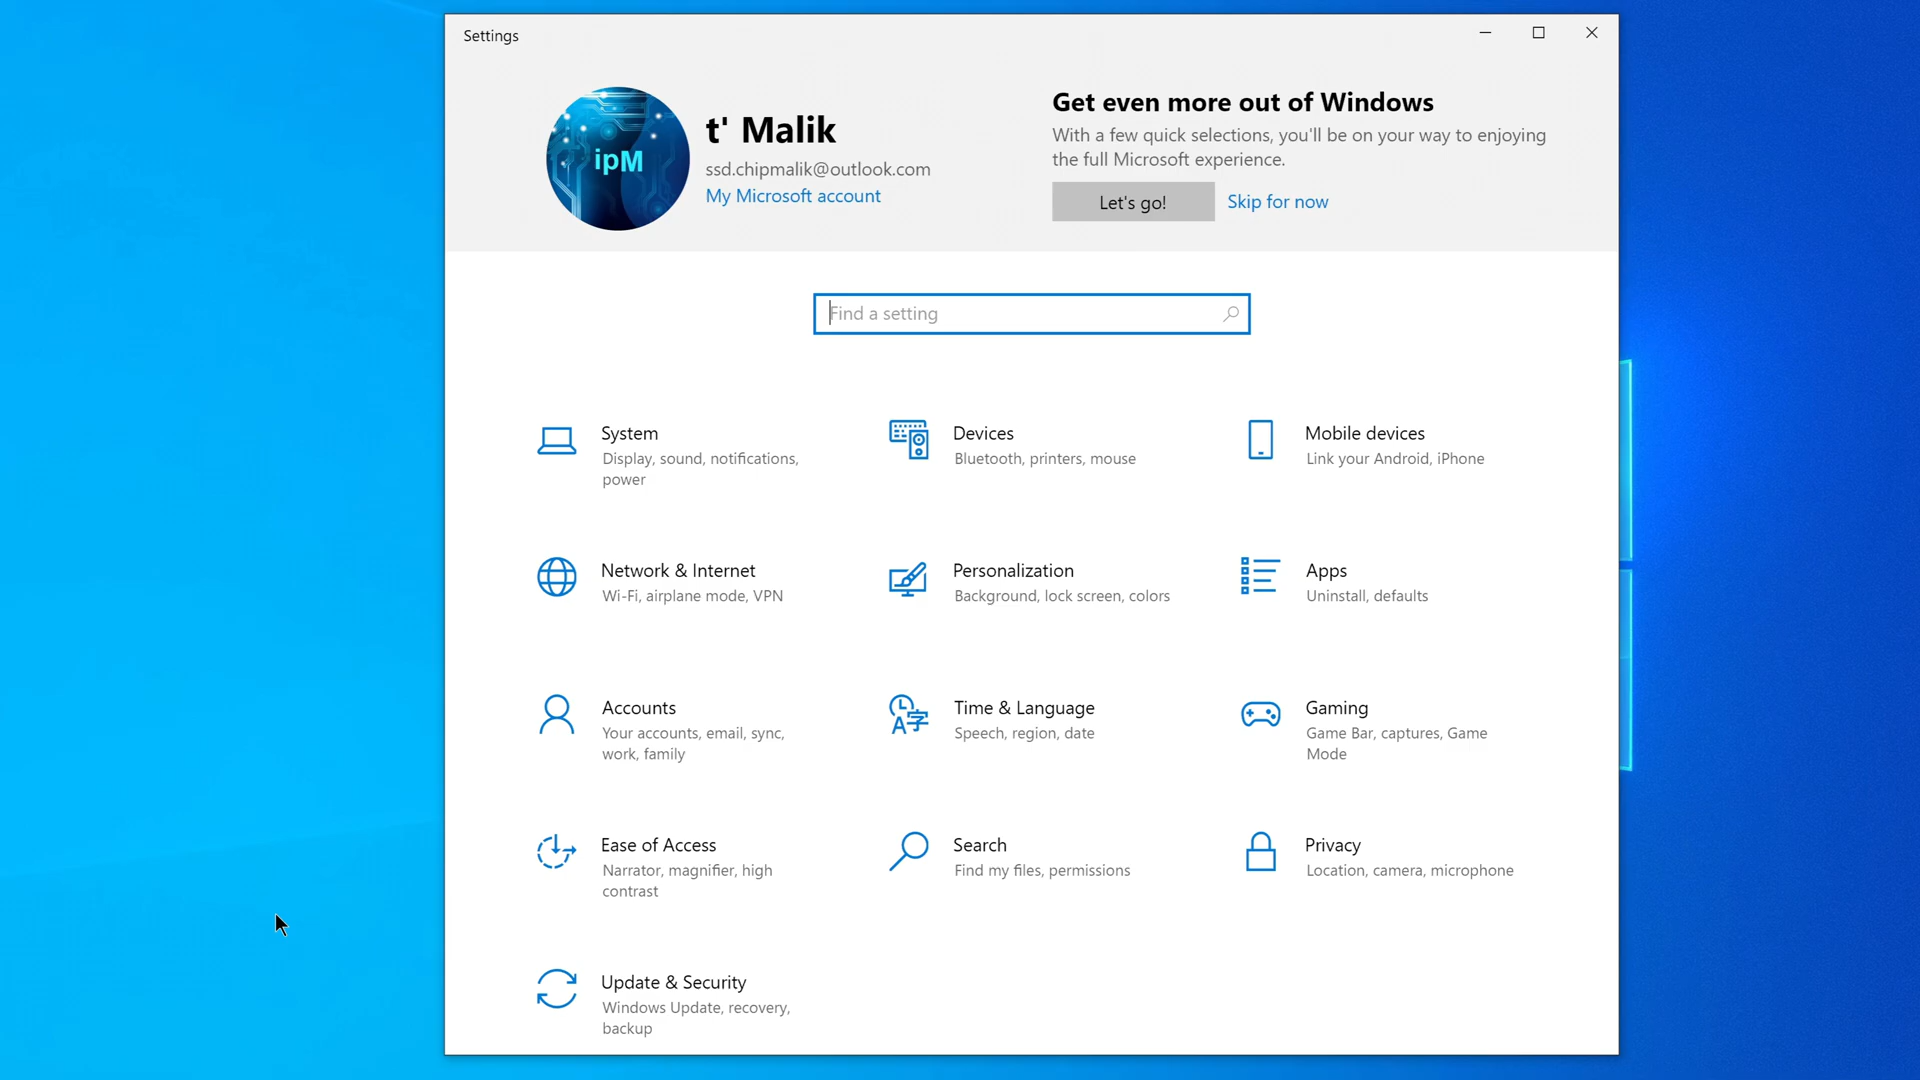 Settings
ipM
t' Malik
ssd.chipmalik@outlook.com
My Microsoft account
Get even more out of Windows
With a few quick selections, you'll be on your way to enjoying
the full Microsoft experience.
Let's go!
Skip for now
Find a setting
System
Display, sound, notifications,
power
Devices
Bluetooth, printers, mouse
Mobile devices
Link your Android, iPhone
Network & Internet
Wi-Fi, airplane mode, VPN
Personalization
Background, lock screen, colors
Apps
Uninstall, defaults
Accounts
Your accounts, email, sync,
work, family
Time & Language
Speech, region, date
Gaming
Game Bar, captures, Game
Mode
Ease of Access
Narrator, magnifier, high
contrast
Search
Find my files, permissions
Privacy
Location, camera, microphone
Update & Security
Windows Update, recovery,
backup